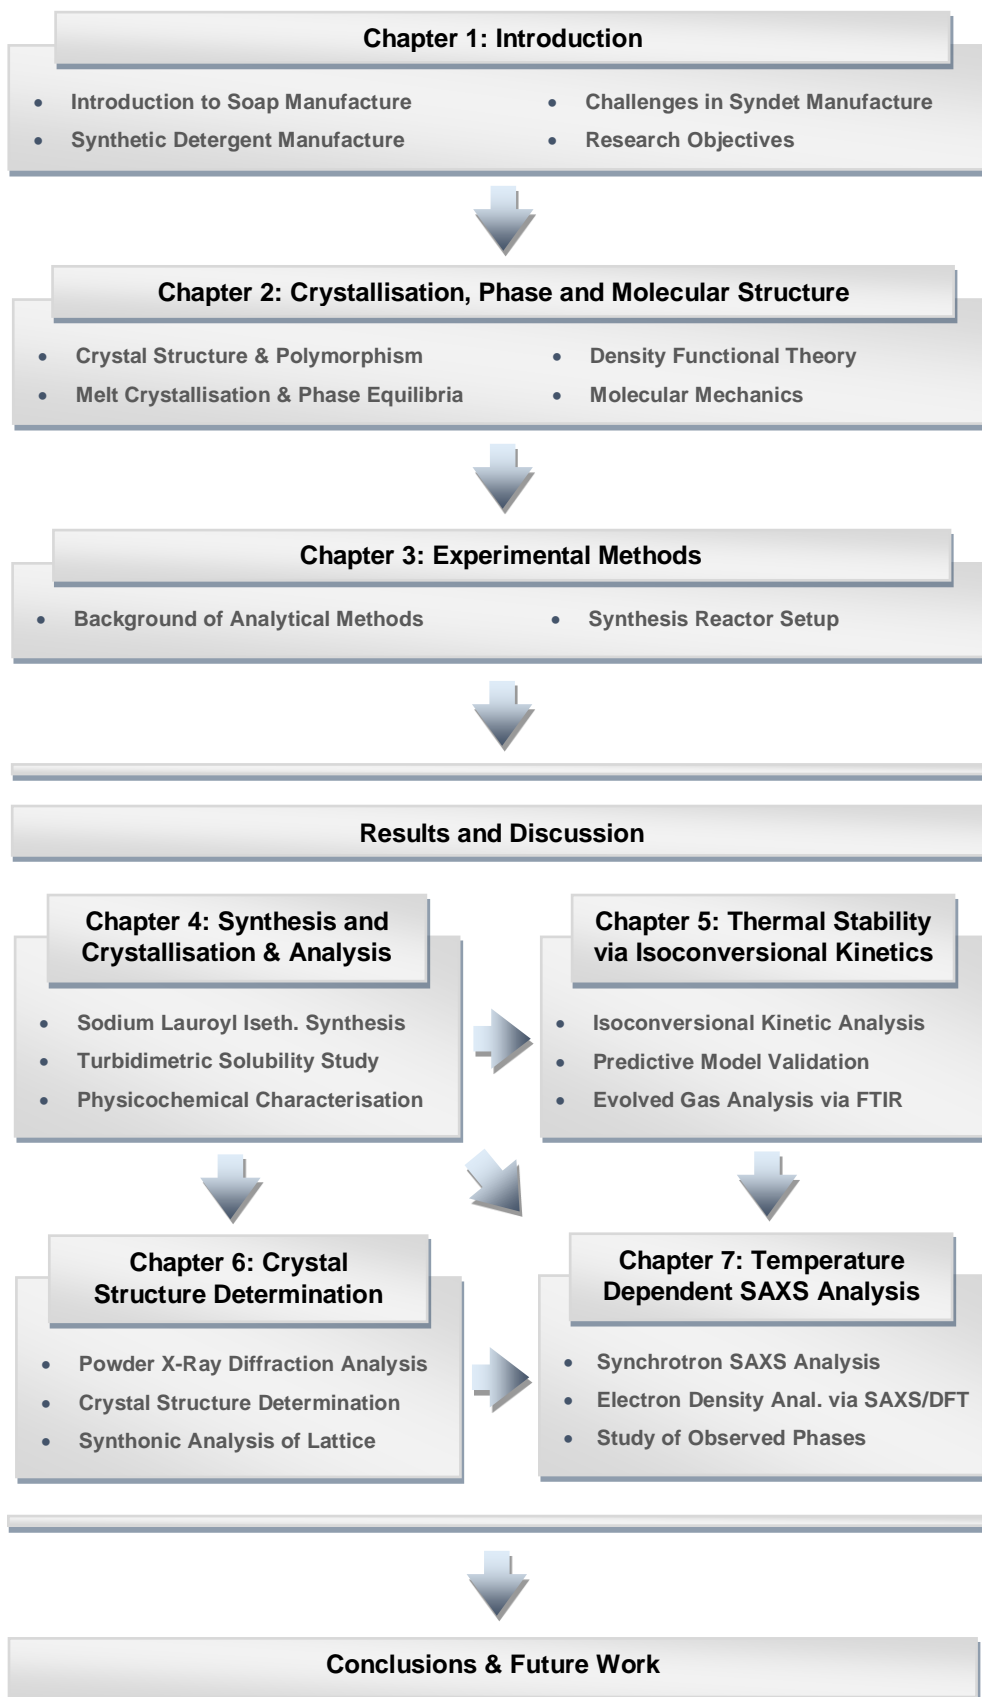 Chapter 1: Introduction
• Introduction to Soap Manufacture
• Synthetic Detergent Manufacture
• Challenges in Syndet Manufacture
• Research Objectives
Chapter 2: Crystallisation, Phase and Molecular Structure
• Crystal Structure & Polymorphism
• Melt Crystallisation & Phase Equilibria
• Density Functional Theory
• Molecular Mechanics
Chapter 3: Experimental Methods
• Background of Analytical Methods
• Synthesis Reactor Setup
Results and Discussion
Chapter 4: Synthesis and
Crystallisation & Analysis
• Sodium Lauroyl Iseth. Synthesis
• Turbidimetric Solubility Study
• Physicochemical Characterisation
Chapter 5: Thermal Stability
via Isoconversional Kinetics
• Isoconversional Kinetic Analysis
• Predictive Model Validation
• Evolved Gas Analysis via FTIR
Chapter 6: Crystal
Structure Determination
• Powder X-Ray Diffraction Analysis
• Crystal Structure Determination
• Synthonic Analysis of Lattice
Chapter 7: Temperature
Dependent SAXS Analysis
• Synchrotron SAXS Analysis
• Electron Density Anal. via SAXS/DFT
• Study of Observed Phases
Conclusions & Future Work